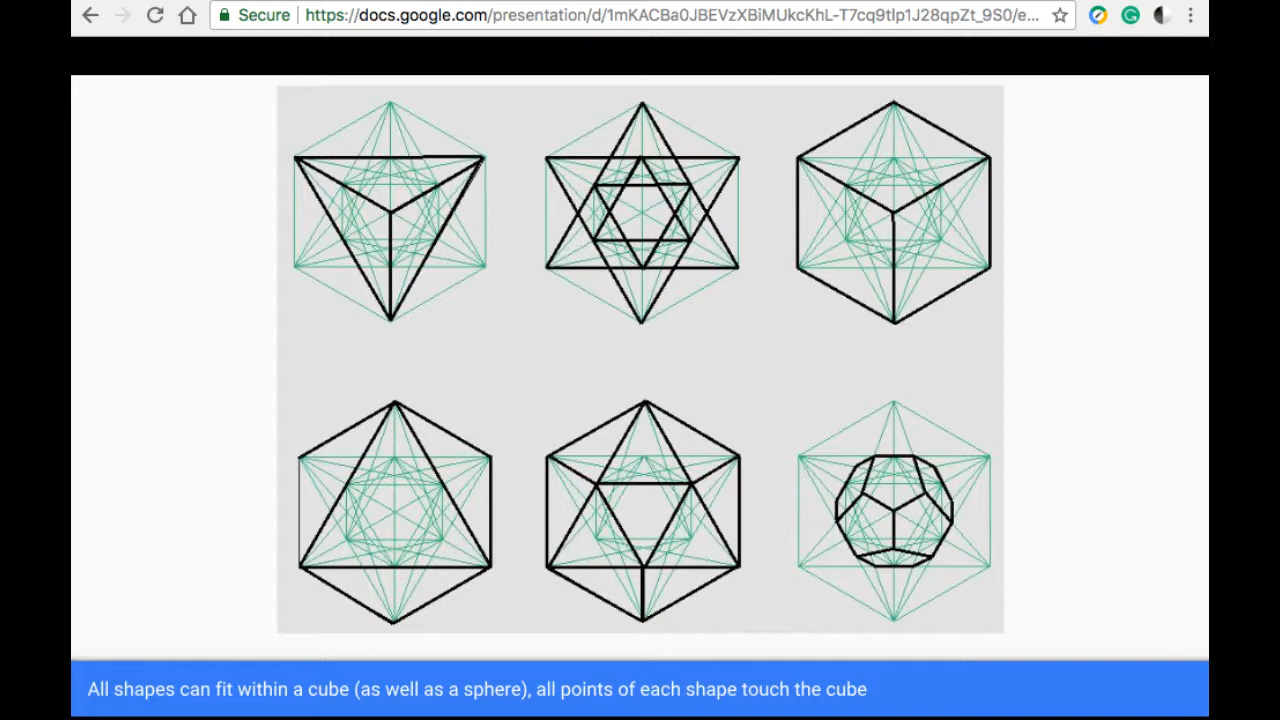 Secure
https://docs.google.com/presentation/d/1mKACBa0JBEVzXBiMUkcKhL-T7cq9tlp1J28qpZt_9S0/e...
All shapes can fit within a cube (as well as a sphere), all points of each shape touch the cube